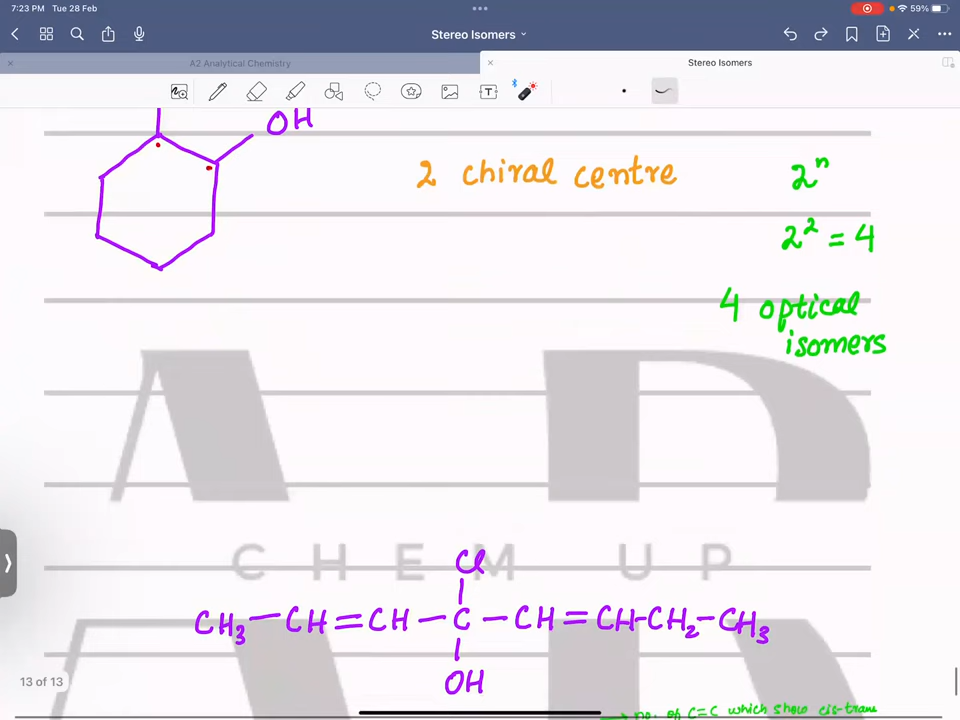 7:23 PM Tue 28 Feb
59%
Stereo Isomers
A2 Analytical Chemistry
Stereo Isomers
OH
2 chiral centre
2ⁿ
2² = 4
4 optical
isomers
CHEM UP
Cl
CH₃—CH=CH—C—CH=CH-CH₂-CH₃
OH
13 of 13
→ no. of C=C which show cis-trans